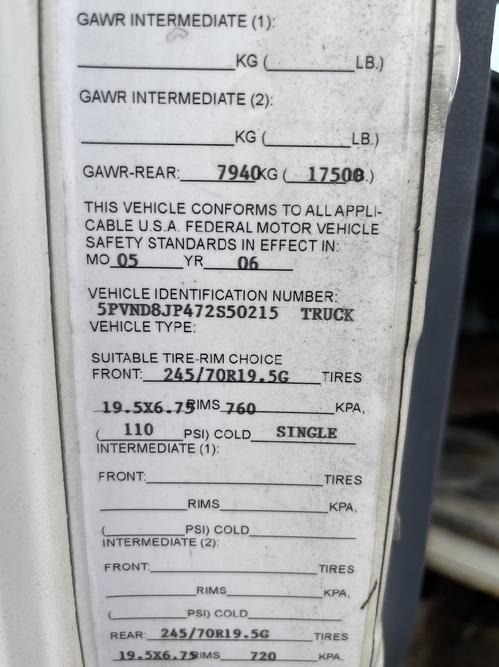 GAWR INTERMEDIATE (1):
KG ( LB.)
GAWR INTERMEDIATE (2):
KG ( LB.)
GAWR-REAR: 7940KG ( 17500 .)
THIS VEHICLE CONFORMS TO ALL APPLI-
CABLE U.S.A. FEDERAL MOTOR VEHICLE
SAFETY STANDARDS IN EFFECT IN:
MO 05 YR 06
VEHICLE IDENTIFICATION NUMBER:
5PVND8JP472S50215 TRUCK
VEHICLE TYPE:
SUITABLE TIRE-RIM CHOICE
FRONT: 245/70R19.5G TIRES
19.5X6.75 RIMS 760 KPA,
( 110 PSI) COLD SINGLE
INTERMEDIATE (1):
FRONT: TIRES
RIMS KPA,
( PSI) COLD
INTERMEDIATE (2):
FRONT: TIRES
RIMS KPA,
( PSI) COLD
REAR: 245/70R19.5G TIRES
19.5X6.75 RIMS 720 KPA.